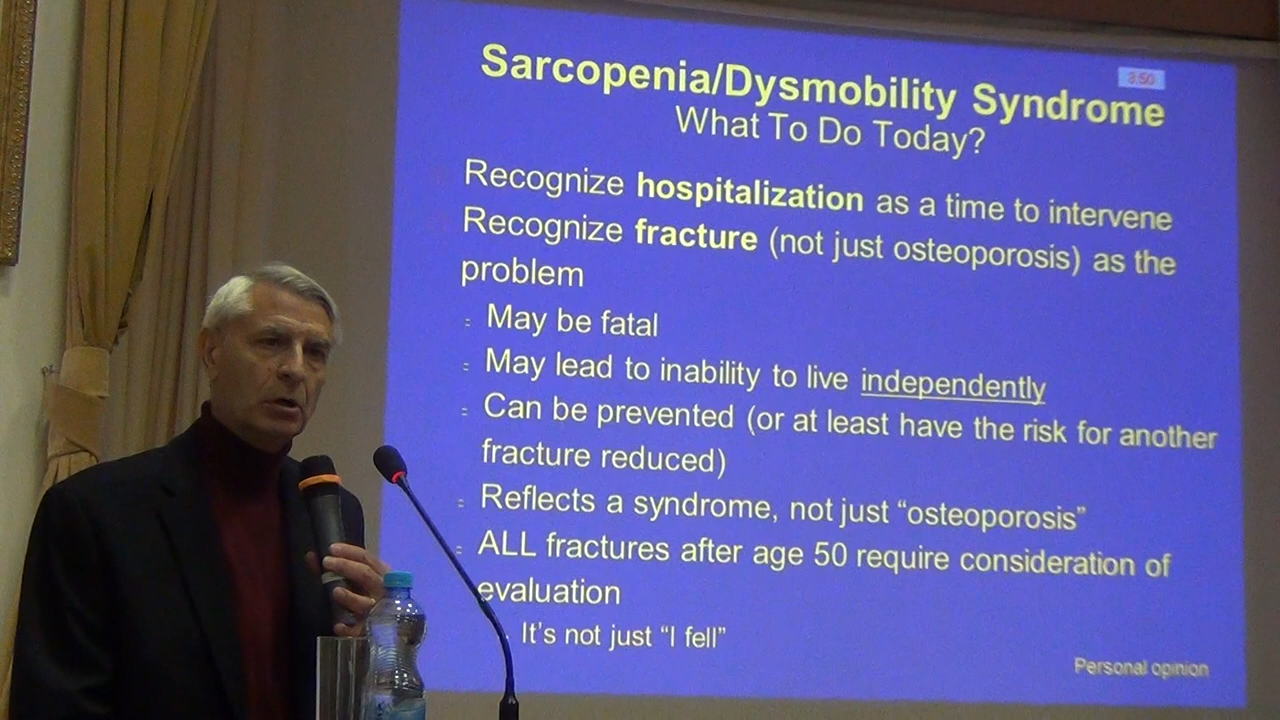 3:50
Sarcopenia/Dysmobility Syndrome
What To Do Today?
Recognize hospitalization as a time to intervene
Recognize fracture (not just osteoporosis) as the
problem
May be fatal
May lead to inability to live independently
Can be prevented (or at least have the risk for another
fracture reduced)
Reflects a syndrome, not just “osteoporosis”
ALL fractures after age 50 require consideration of
evaluation
It’s not just “I fell”
Personal opinion